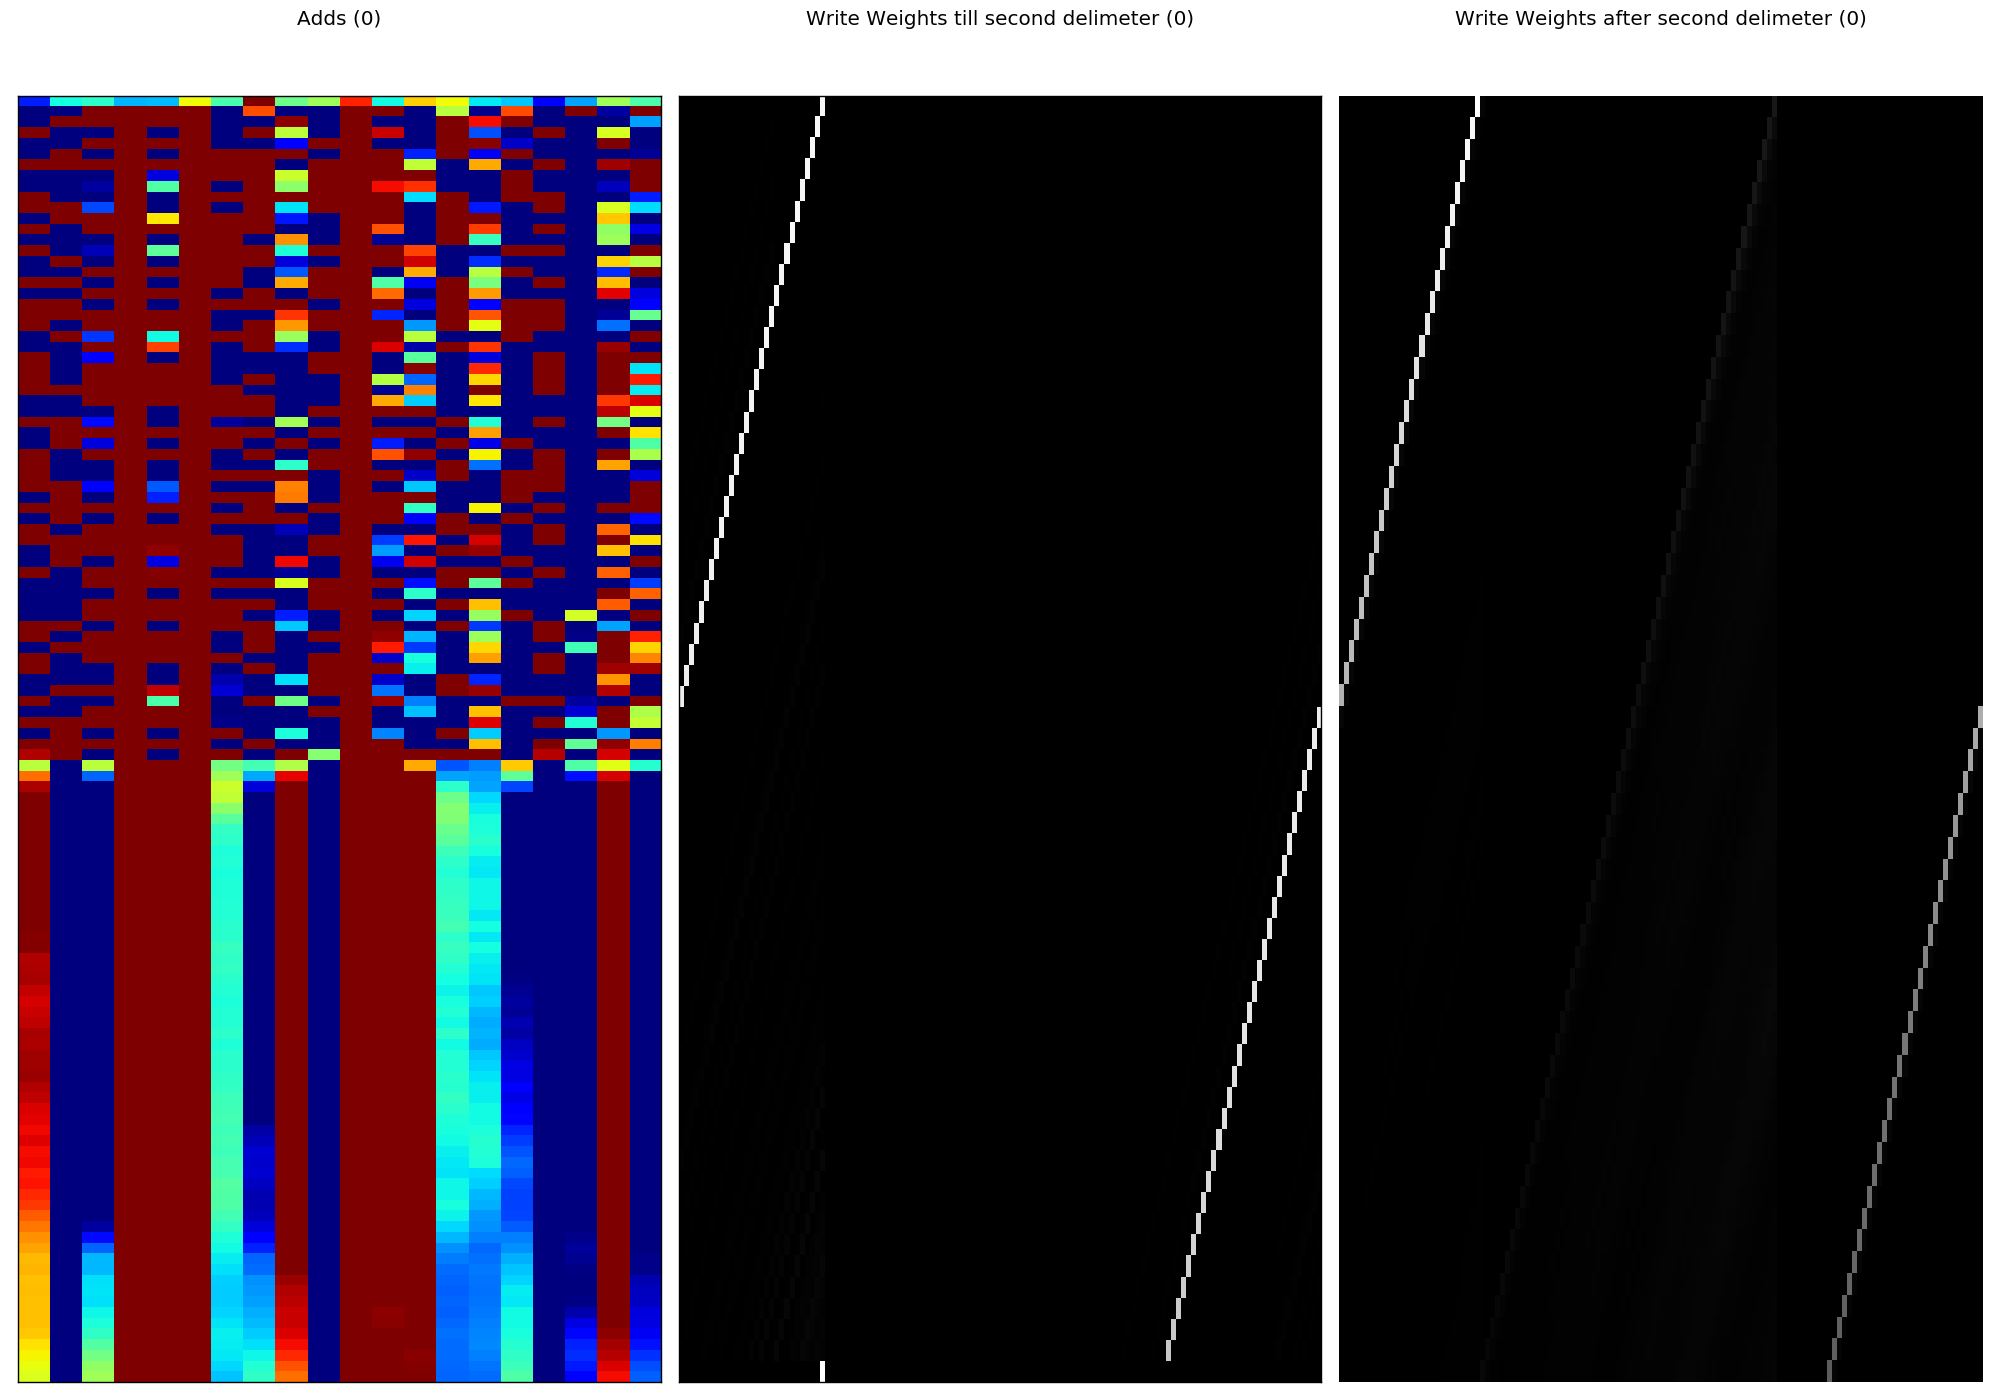 Adds (0)
Write Weights till second delimeter (0)
Write Weights after second delimeter (0)